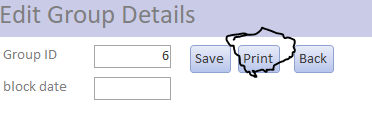 Edit Group Details
Group ID 6 Save Print Back
block date